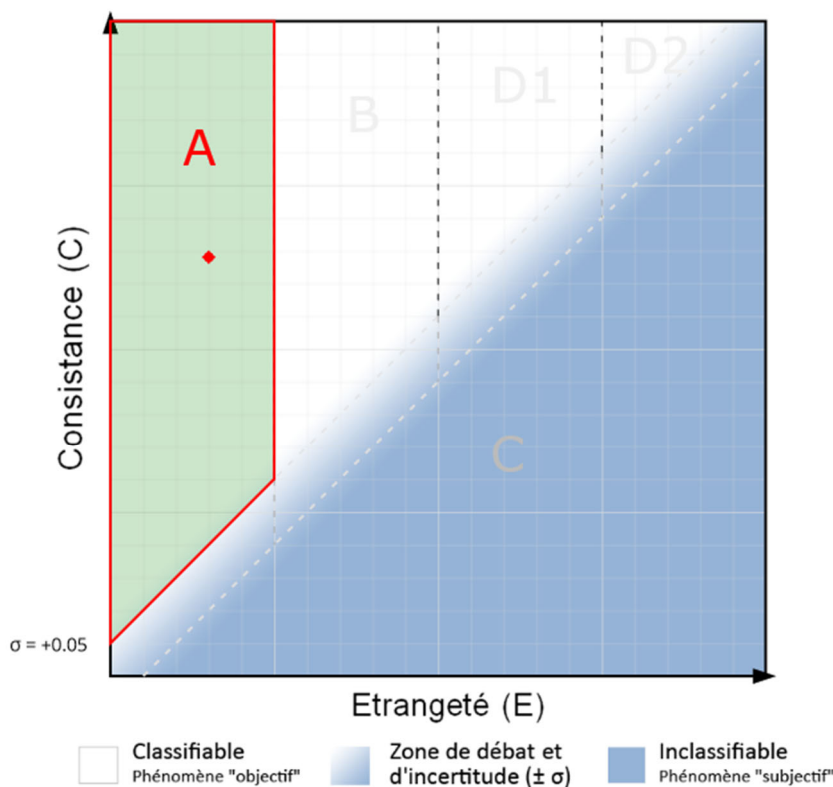 D2
D1
B
A
Consistance (C)
C
σ = +0.05
Etrangeté (E)
Classifiable
Phénomène "objectif"
Zone de débat et
d'incertitude (± σ)
Inclassifiable
Phénomène "subjectif"